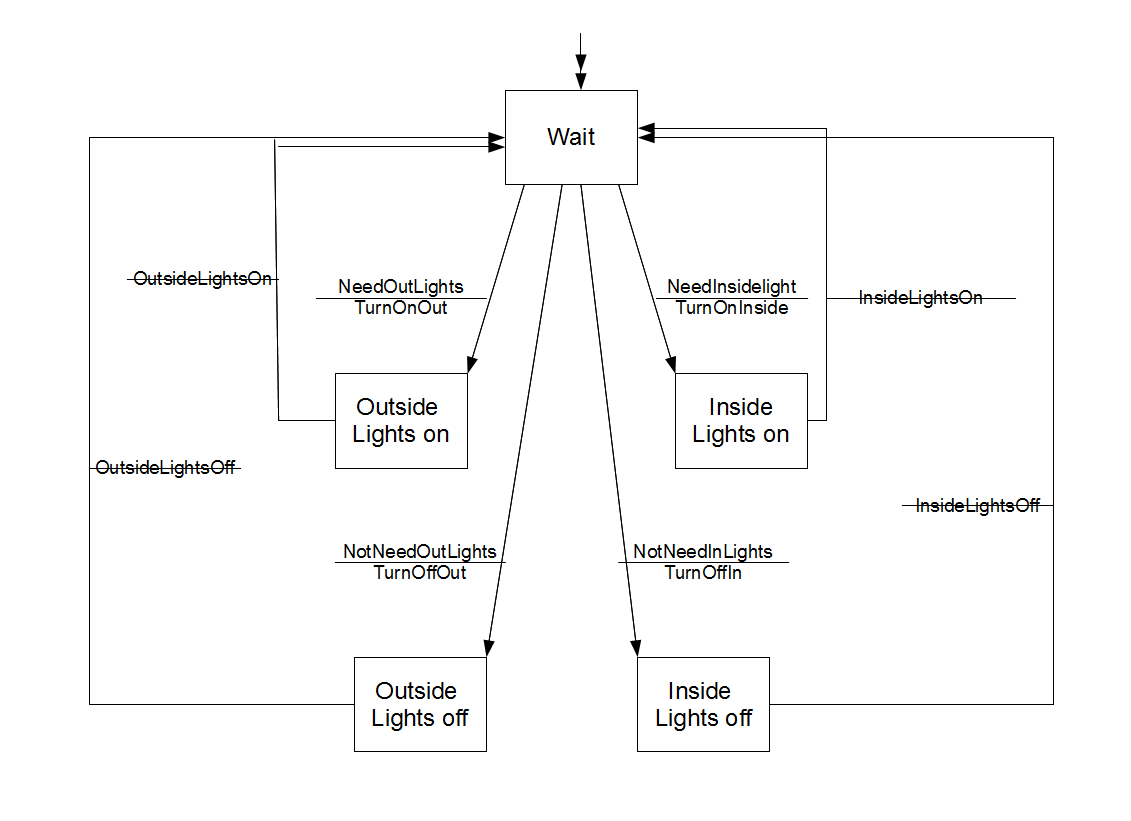 Wait
OutsideLightsOn
NeedOutLights
TurnOnOut
NeedInsidelight
TurnOnInside
InsideLightsOn
Outside
Lights on
Inside
Lights on
OutsideLightsOff
InsideLightsOff
NotNeedOutLights
TurnOffOut
NotNeedInLights
TurnOffIn
Outside
Lights off
Inside
Lights off